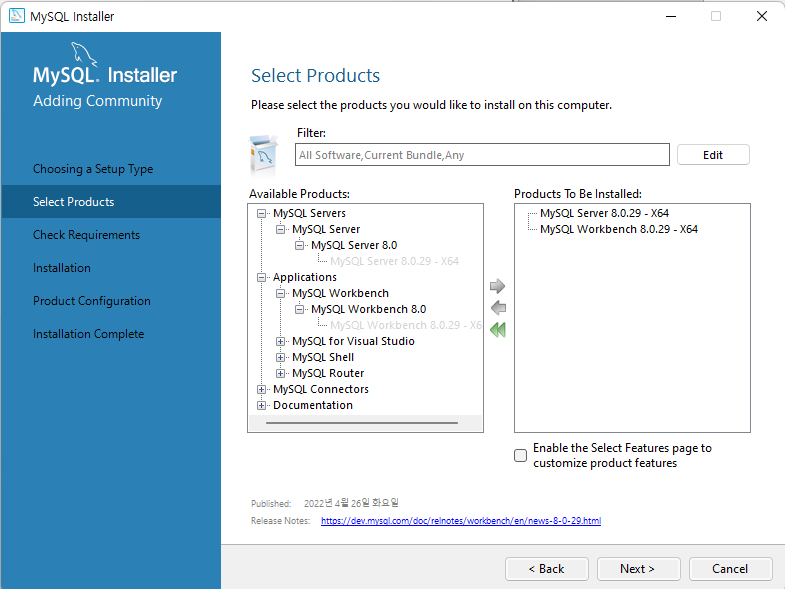 MySQL Installer
MySQL. Installer
Adding Community
Choosing a Setup Type
Select Products
Check Requirements
Installation
Product Configuration
Installation Complete
Select Products
Please select the products you would like to install on this computer.
Filter:
All Software,Current Bundle,Any
Edit
Available Products:
MySQL Servers
MySQL Server
MySQL Server 8.0
MySQL Server 8.0.29 - X64
Applications
MySQL Workbench
MySQL Workbench 8.0
MySQL Workbench 8.0.29 - X6
MySQL for Visual Studio
MySQL Shell
MySQL Router
MySQL Connectors
Documentation
Products To Be Installed:
MySQL Server 8.0.29 - X64
MySQL Workbench 8.0.29 - X64
Enable the Select Features page to
customize product features
Published: 2022년 4월 26일 화요일
Release Notes: https://dev.mysql.com/doc/relnotes/workbench/en/news-8-0-29.html
< Back
Next >
Cancel